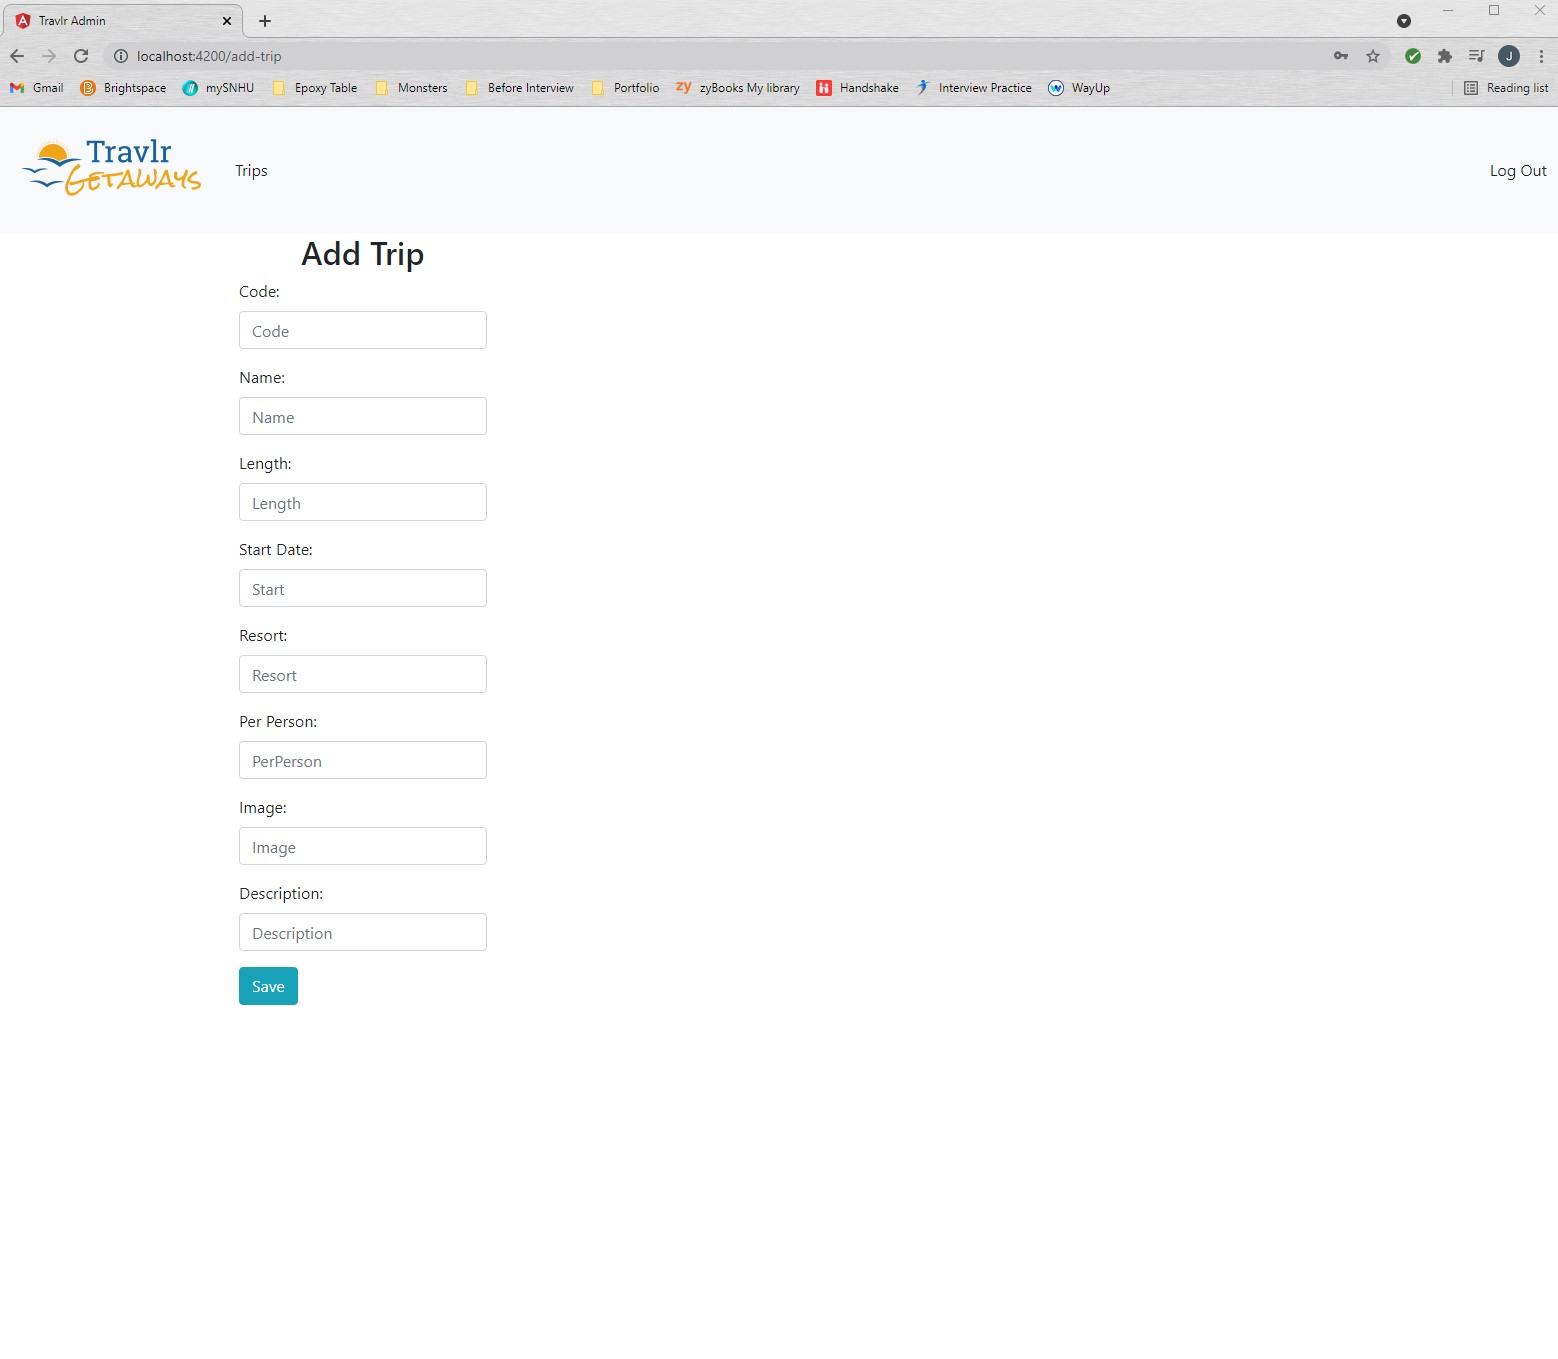 Travlr Admin
localhost:4200/add-trip
J
Gmail Brightspace mySNHU Epoxy Table Monsters Before Interview Portfolio zy zyBooks My library Handshake Interview Practice WayUp Reading list
Travlr
Getaways
Trips
Log Out
Add Trip
Code:
Code
Name:
Name
Length:
Length
Start Date:
Start
Resort:
Resort
Per Person:
PerPerson
Image:
Image
Description:
Description
Save